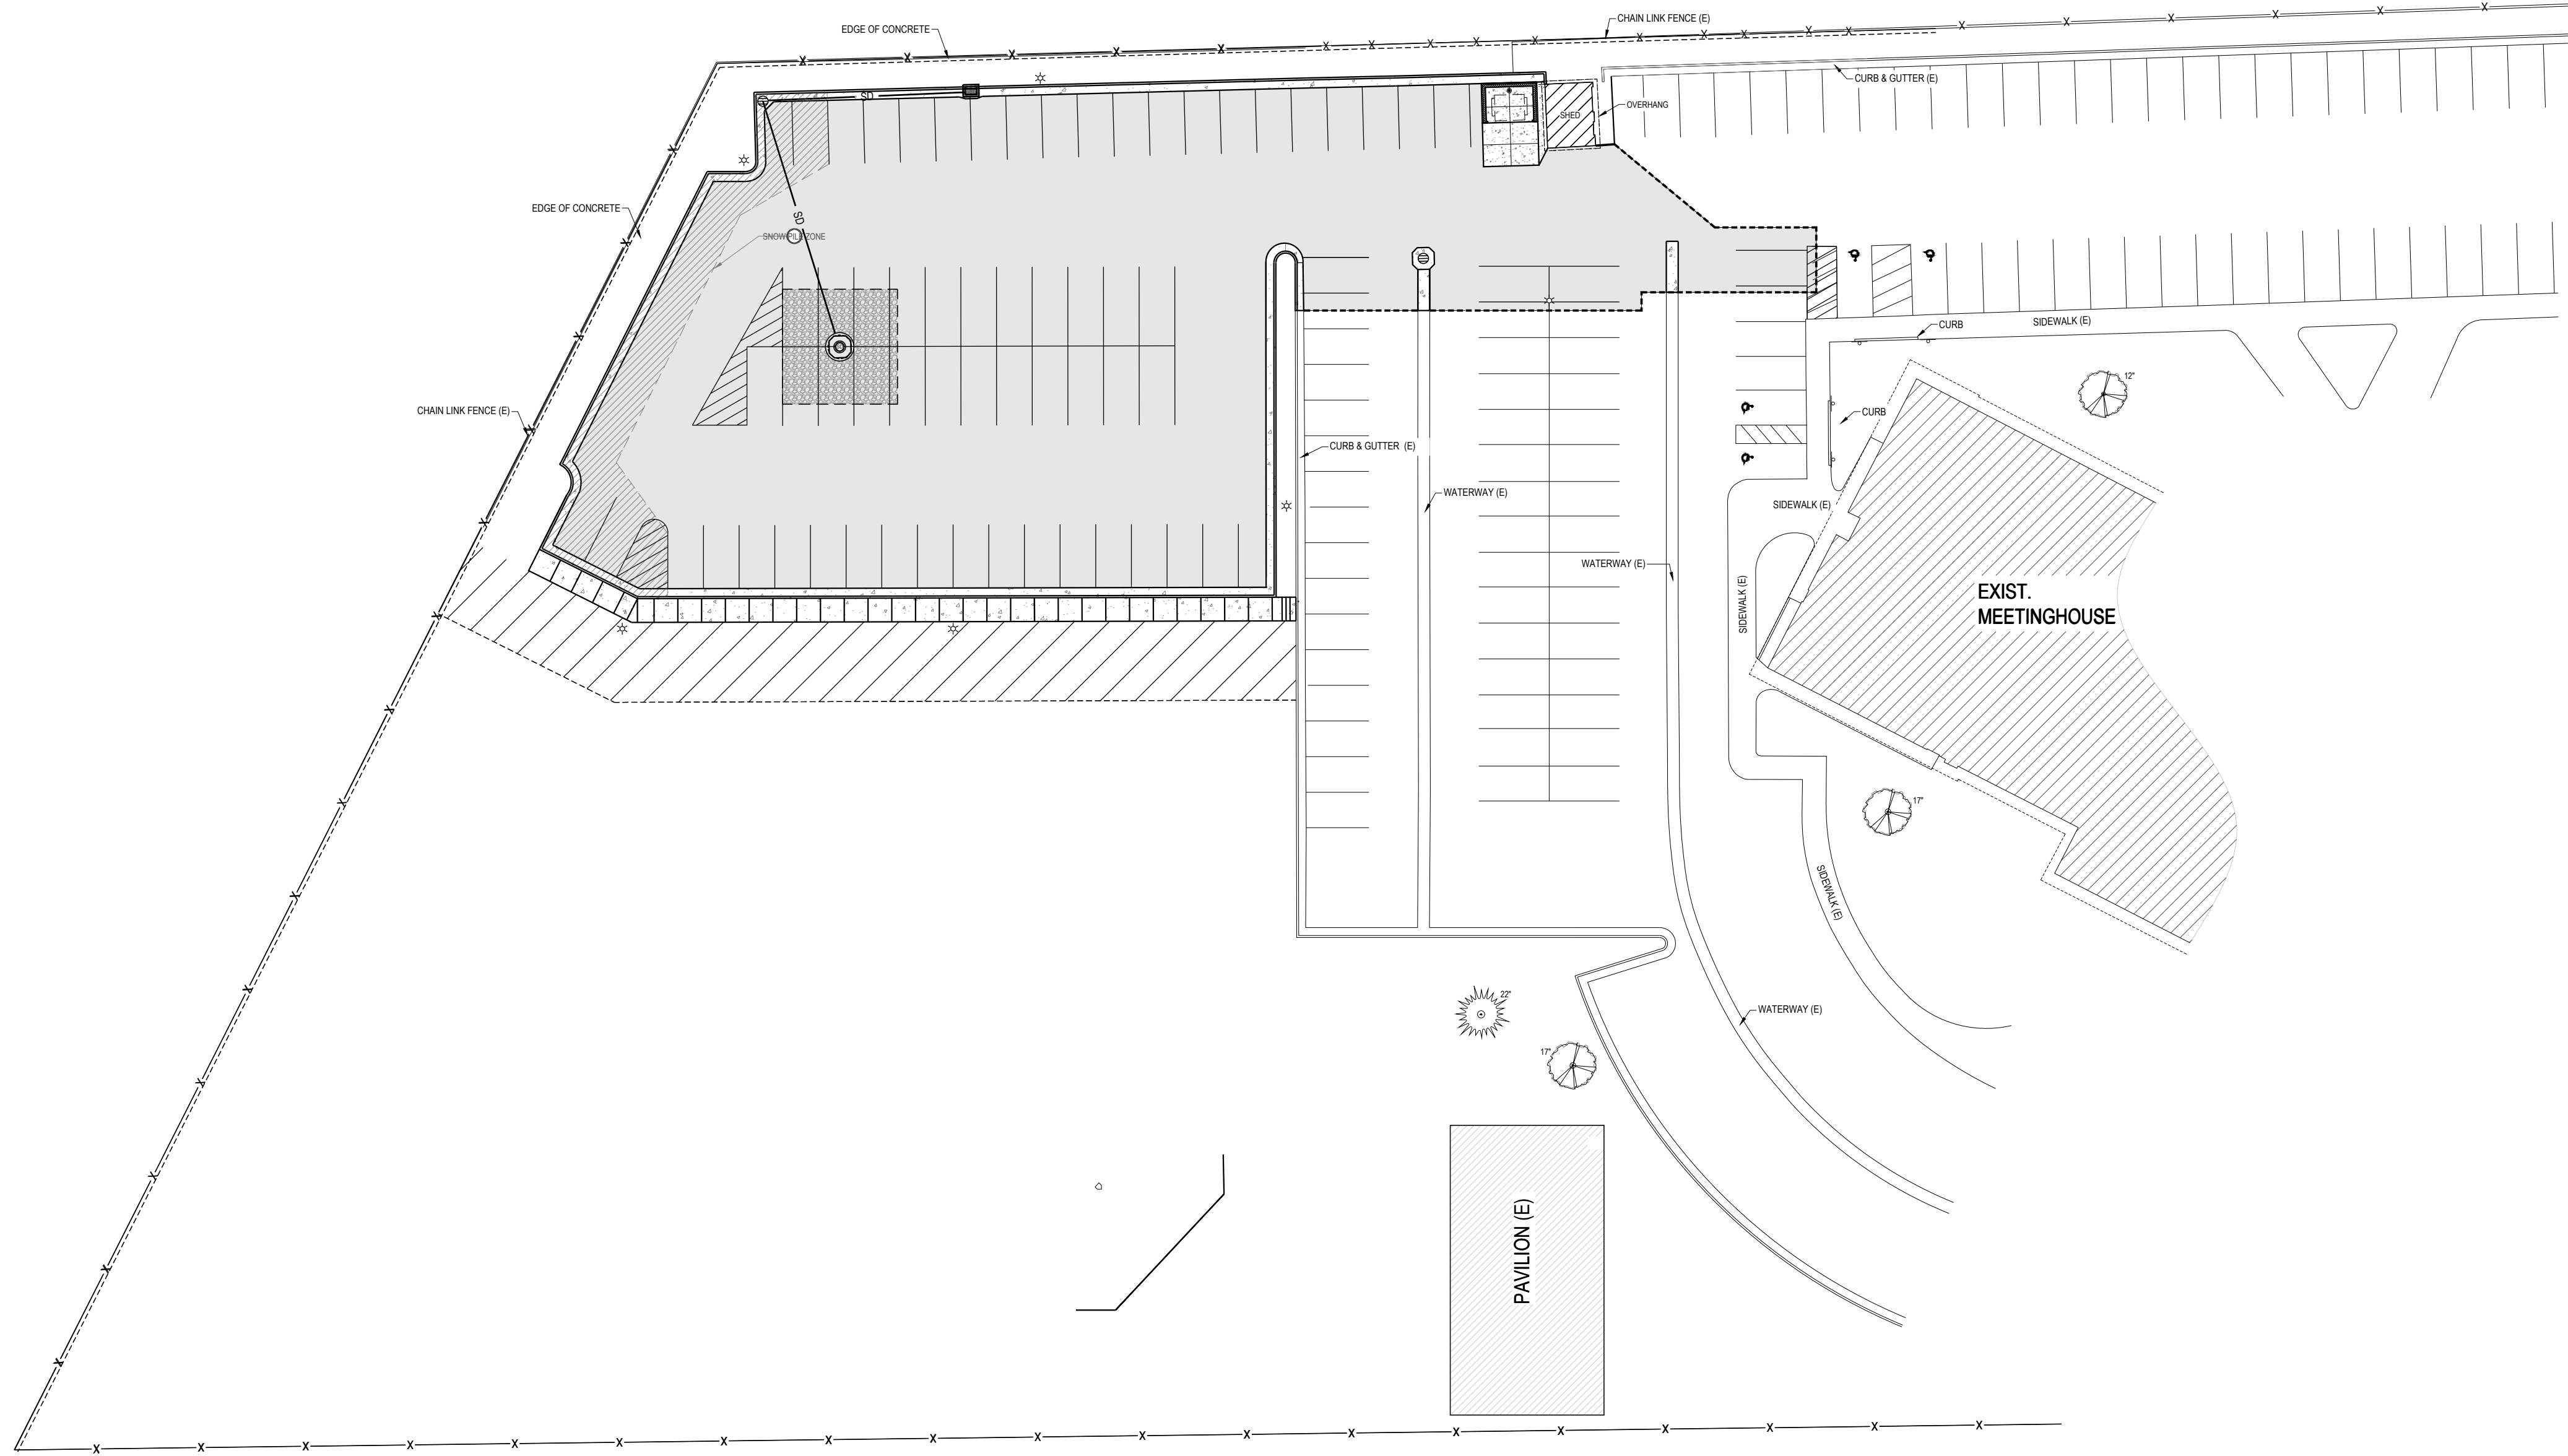 CHAIN LINK FENCE (E)
EDGE OF CONCRETE
CURB & GUTTER (E)
SD
OVERHANG
SHED
EDGE OF CONCRETE
SD
SNOW PILE ZONE
CURB
SIDEWALK (E)
12"
CHAIN LINK FENCE (E)
CURB
CURB & GUTTER (E)
WATERWAY (E)
SIDEWALK (E)
WATERWAY (E)
SIDEWALK (E)
EXIST.
MEETINGHOUSE
17"
SIDEWALK (E)
22"
WATERWAY (E)
17"
PAVILION (E)